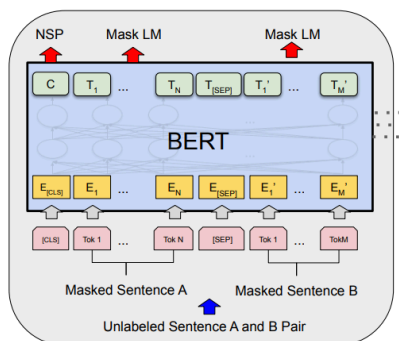 NSP Mask LM Mask LM
C T1 ... TN T[SEP] T1' ... TM'
BERT
E[CLS] E1 ... EN E[SEP] E1' ... EM'
[CLS] Tok 1 ... Tok N [SEP] Tok 1 ... TokM
Masked Sentence A Masked Sentence B
Unlabeled Sentence A and B Pair